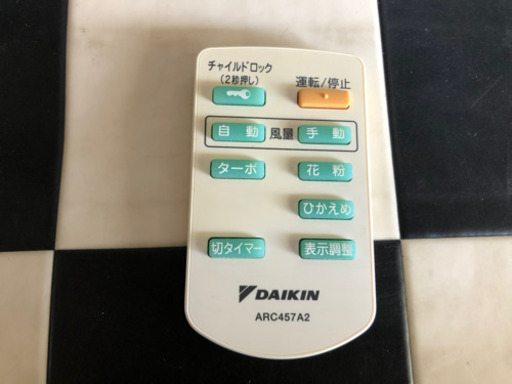 チャイルドロック
(2秒押し)
運転/停止
自動 風量 手動
ターボ 花粉
ひかえめ
切タイマー 表示調整
DAIKIN
ARC457A2